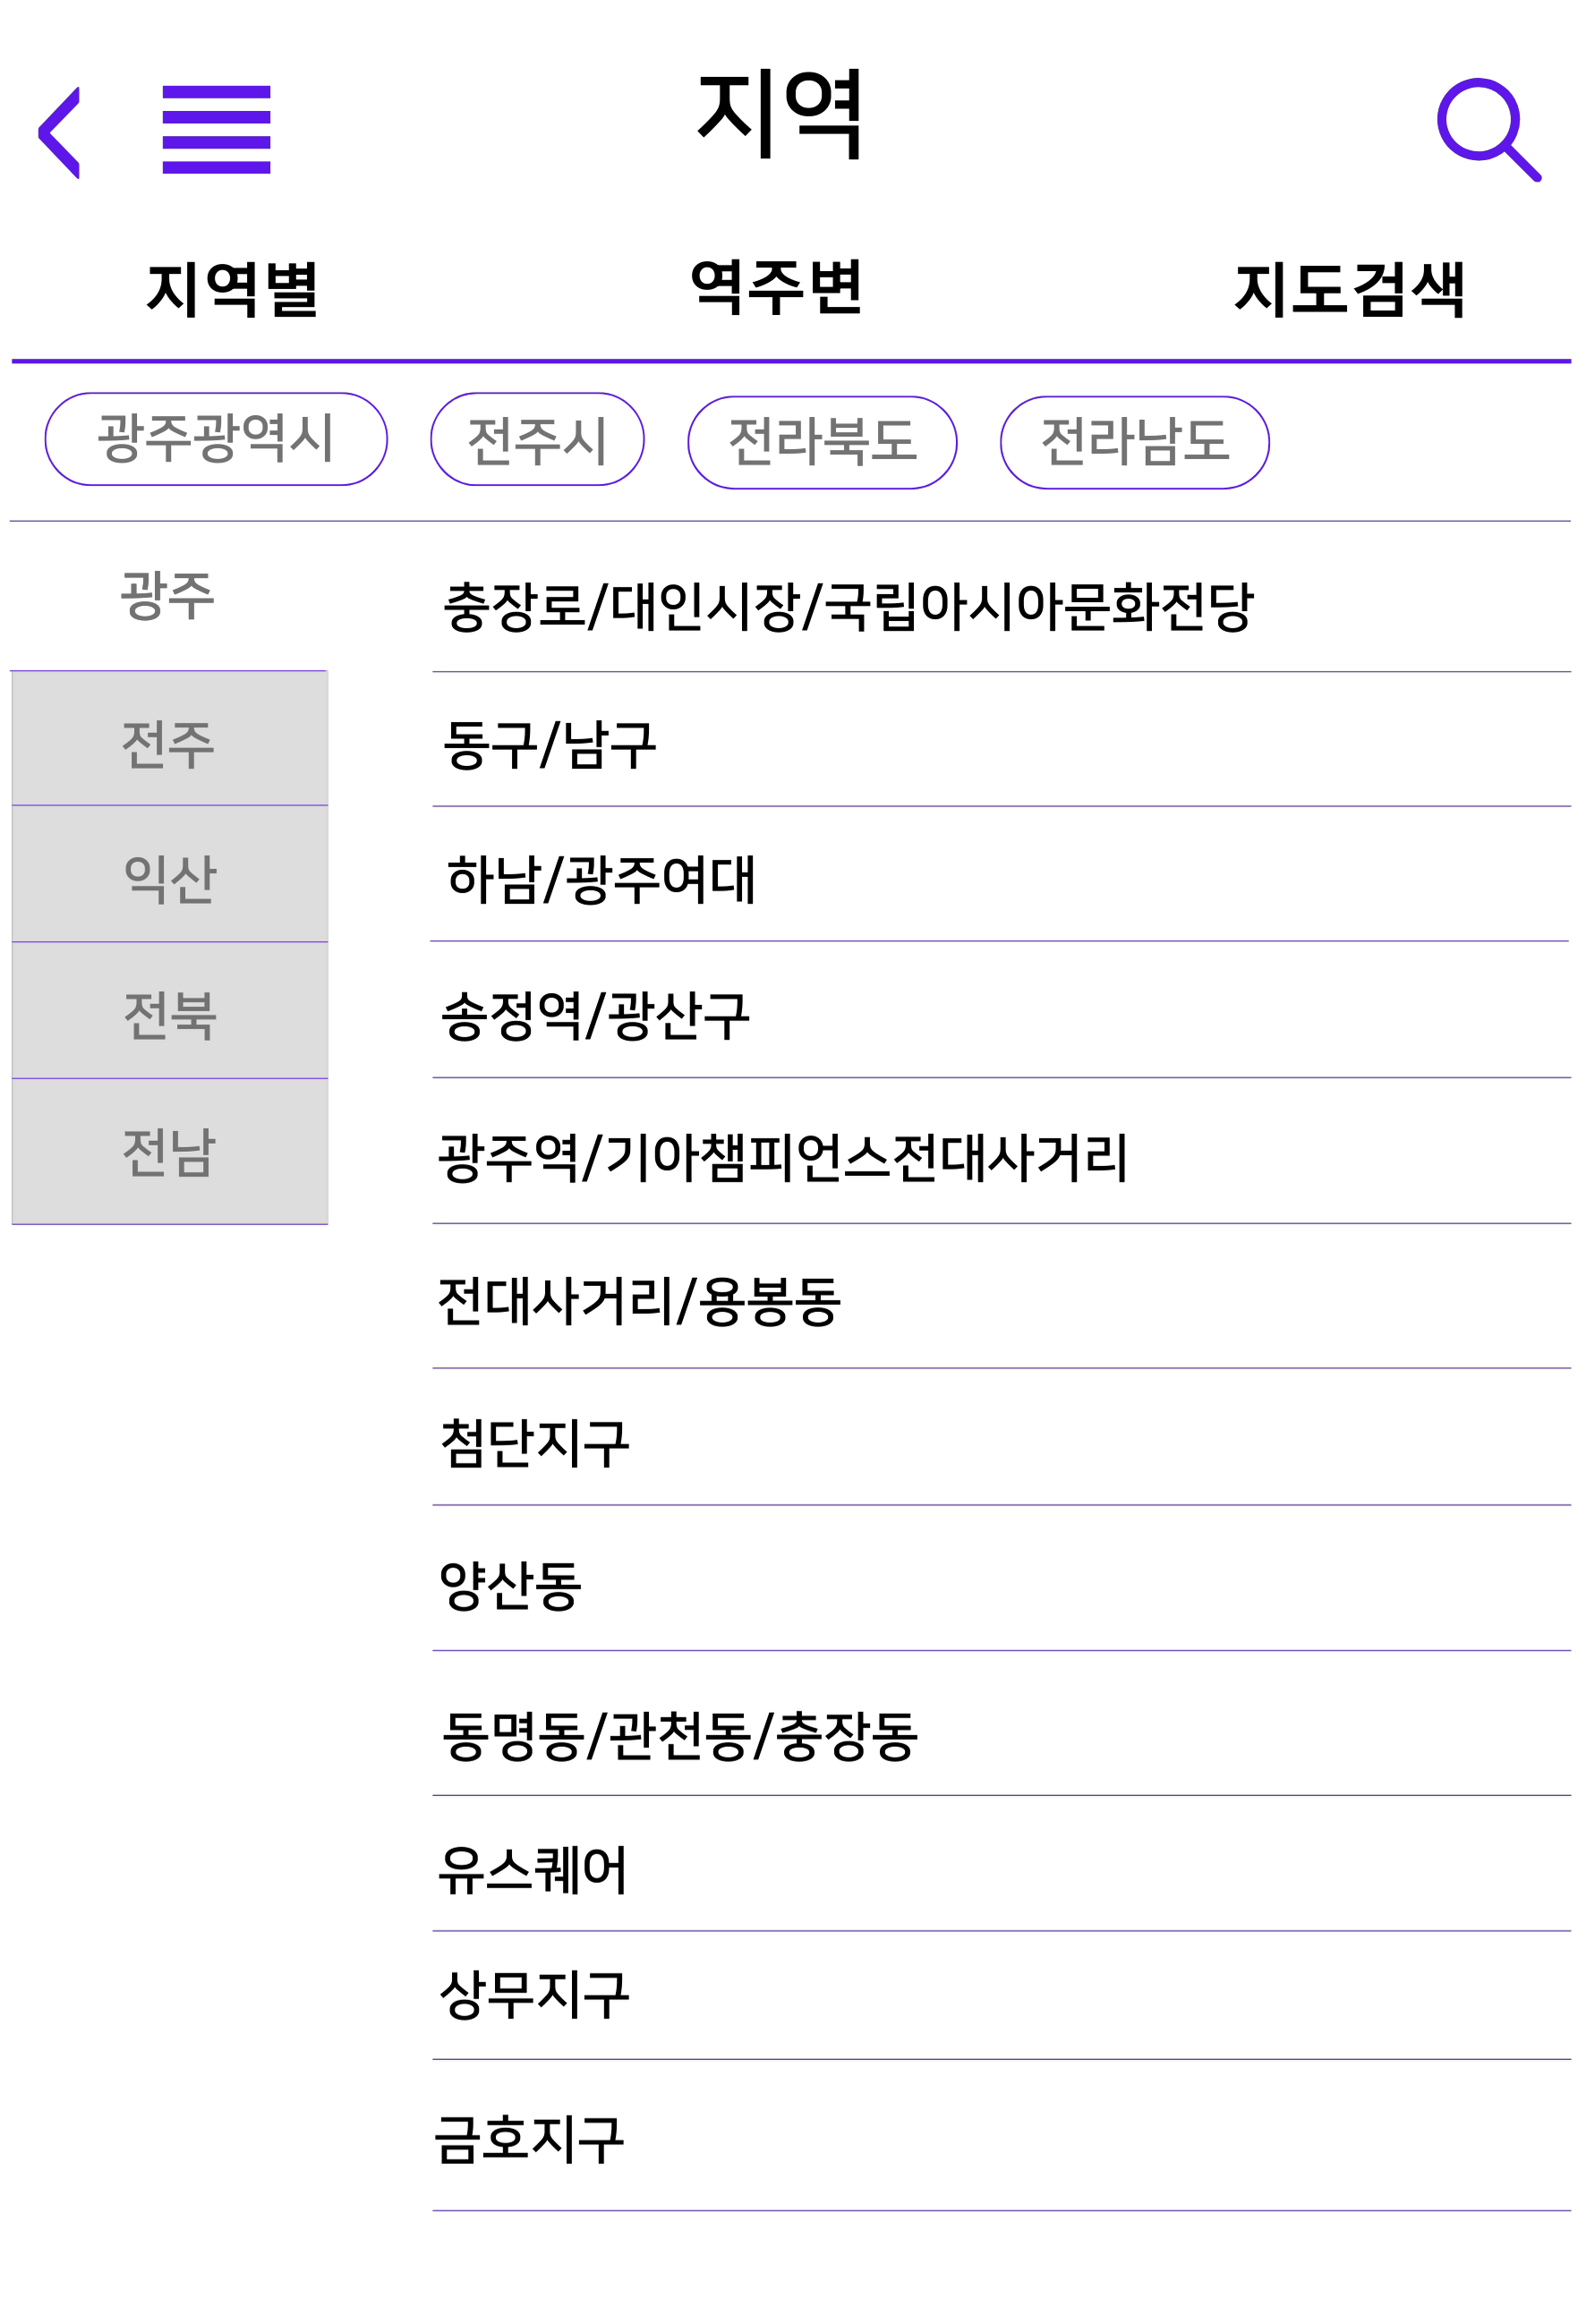 지역
지역별 역주변 지도검색
광주광역시 전주시 전라북도 전라남도
광주 충장로/대인시장/국립아시아문화전당
전주 동구/남구
익산 하남/광주여대
전북 송정역/광산구
전남 광주역/기아챔피언스전대사거리
전대사거리/용봉동
첨단지구
양산동
동명동/관천동/충장동
유스퀘어
상무지구
금호지구